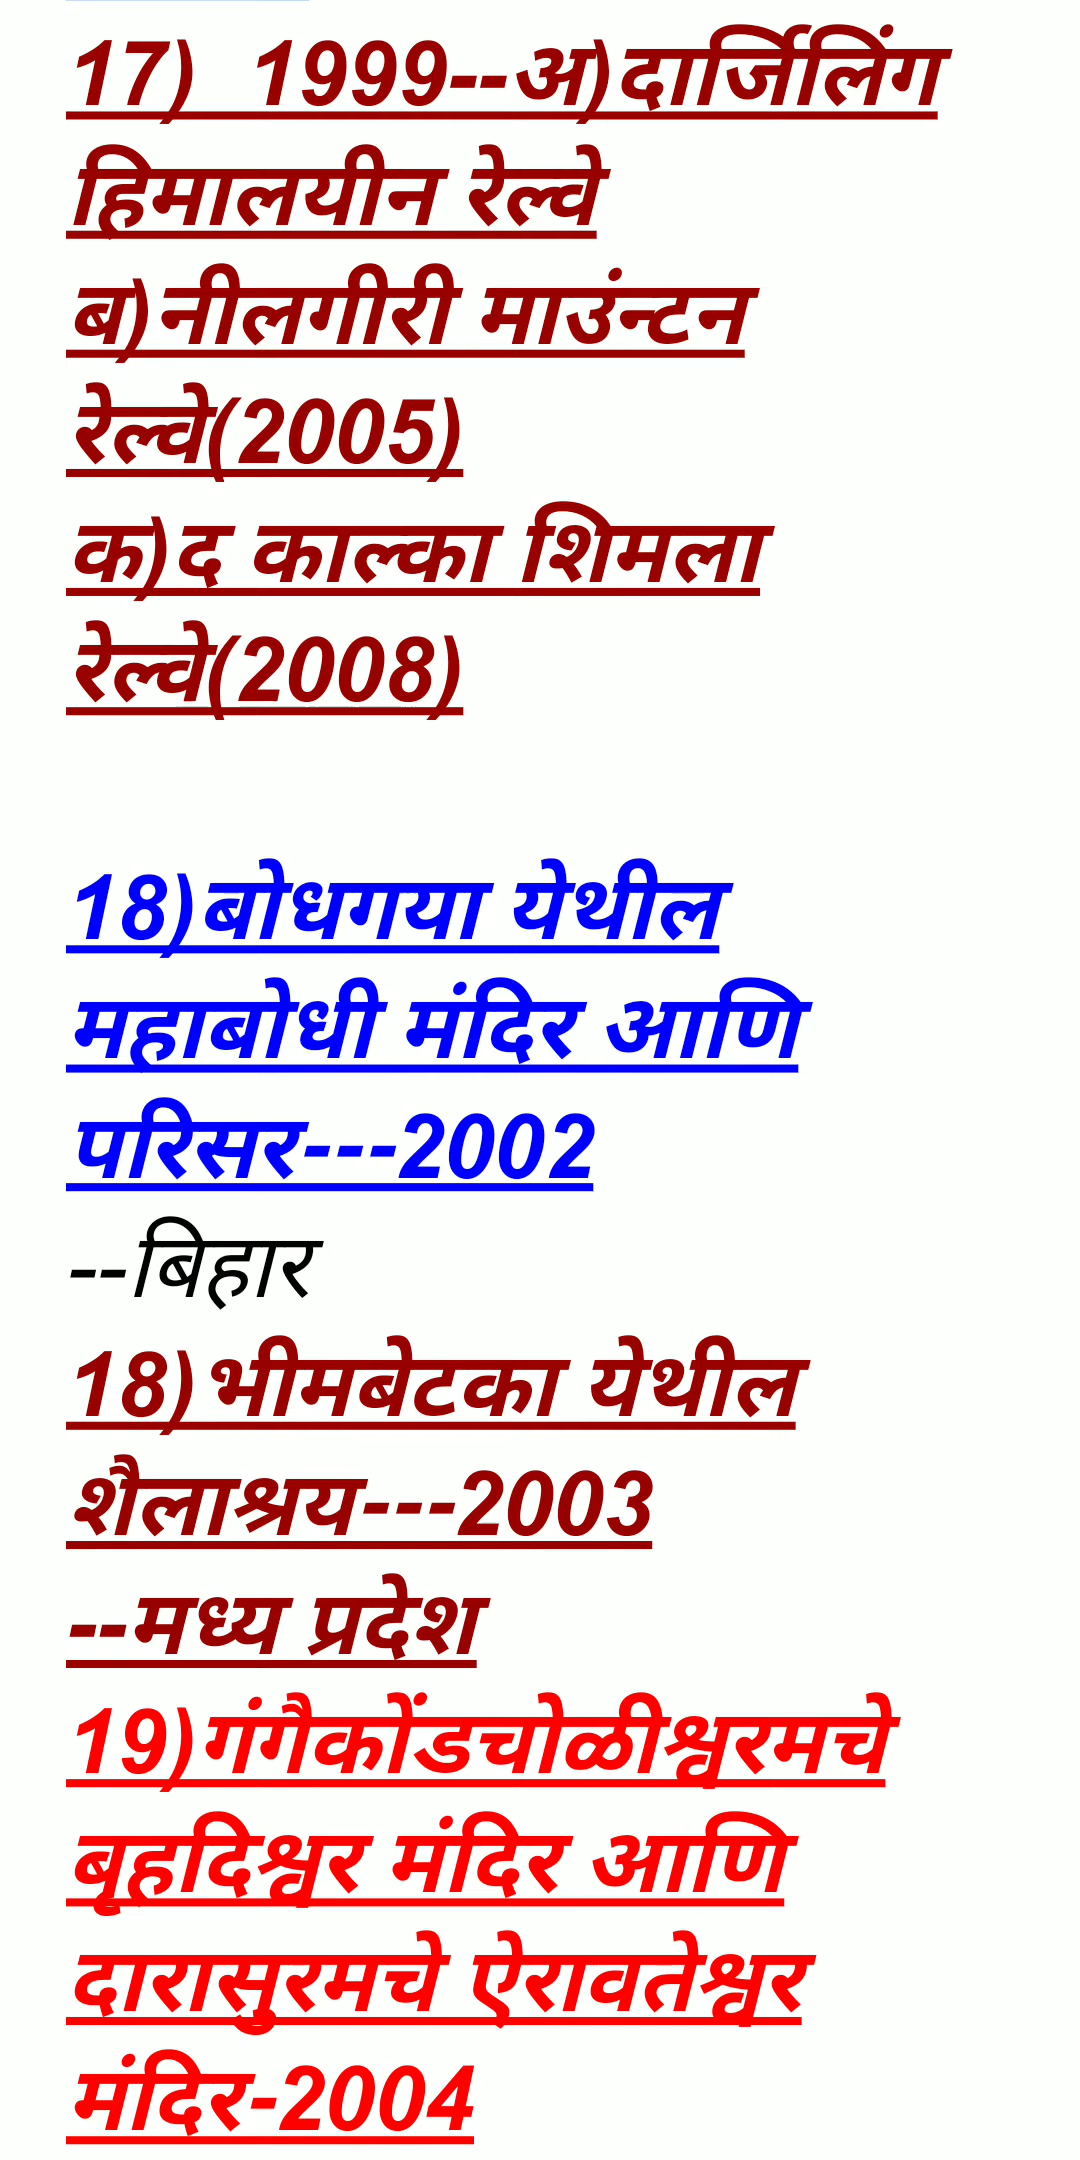 17)  1999--अ)दार्जिलिंग
हिमालयीन रेल्वे
ब)नीलगीरी माउंन्टन
रेल्वे(2005)
क)द काल्का शिमला
रेल्वे(2008)
18)बोधगया येथील
महाबोधी मंदिर आणि
परिसर---2002
--बिहार
18)भीमबेटका येथील
शैलाश्रय---2003
--मध्य प्रदेश
19)गंगैकोंडचोळीश्वरमचे
बृहदिश्वर मंदिर आणि
दारासुरमचे ऐरावतेश्वर
मंदिर-2004